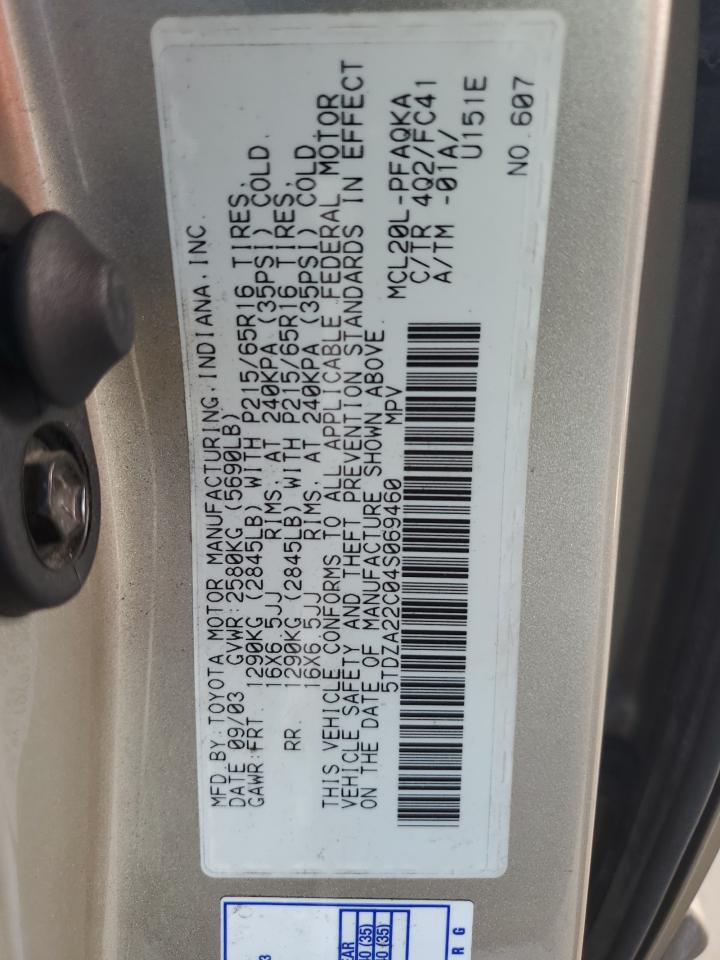 MFD.BY:TOYOTA MOTOR MANUFACTURING,INDIANA,INC.
DATE 09/03 GVWR:2580KG (5690LB)
GAWR:FRT. 1290KG (2845LB) WITH P215/65R16 TIRES,
16X6.5JJ RIMS, AT 240KPA (35PSI) COLD
RR. 1290KG (2845LB) WITH P215/65R16 TIRES,
16X6.5JJ RIMS, AT 240KPA (35PSI) COLD
THIS VEHICLE CONFORMS TO ALL APPLICABLE FEDERAL MOTOR
VEHICLE SAFETY AND THEFT PREVENTION STANDARDS IN EFFECT
ON THE DATE OF MANUFACTURE SHOWN ABOVE.
5TDZA22C04S069460 MPV
MCL20L-PFAQKA
C/TR 4Q2/FC41
A/TM -01A/
U151E
NO.607
(35)
(35)
R G